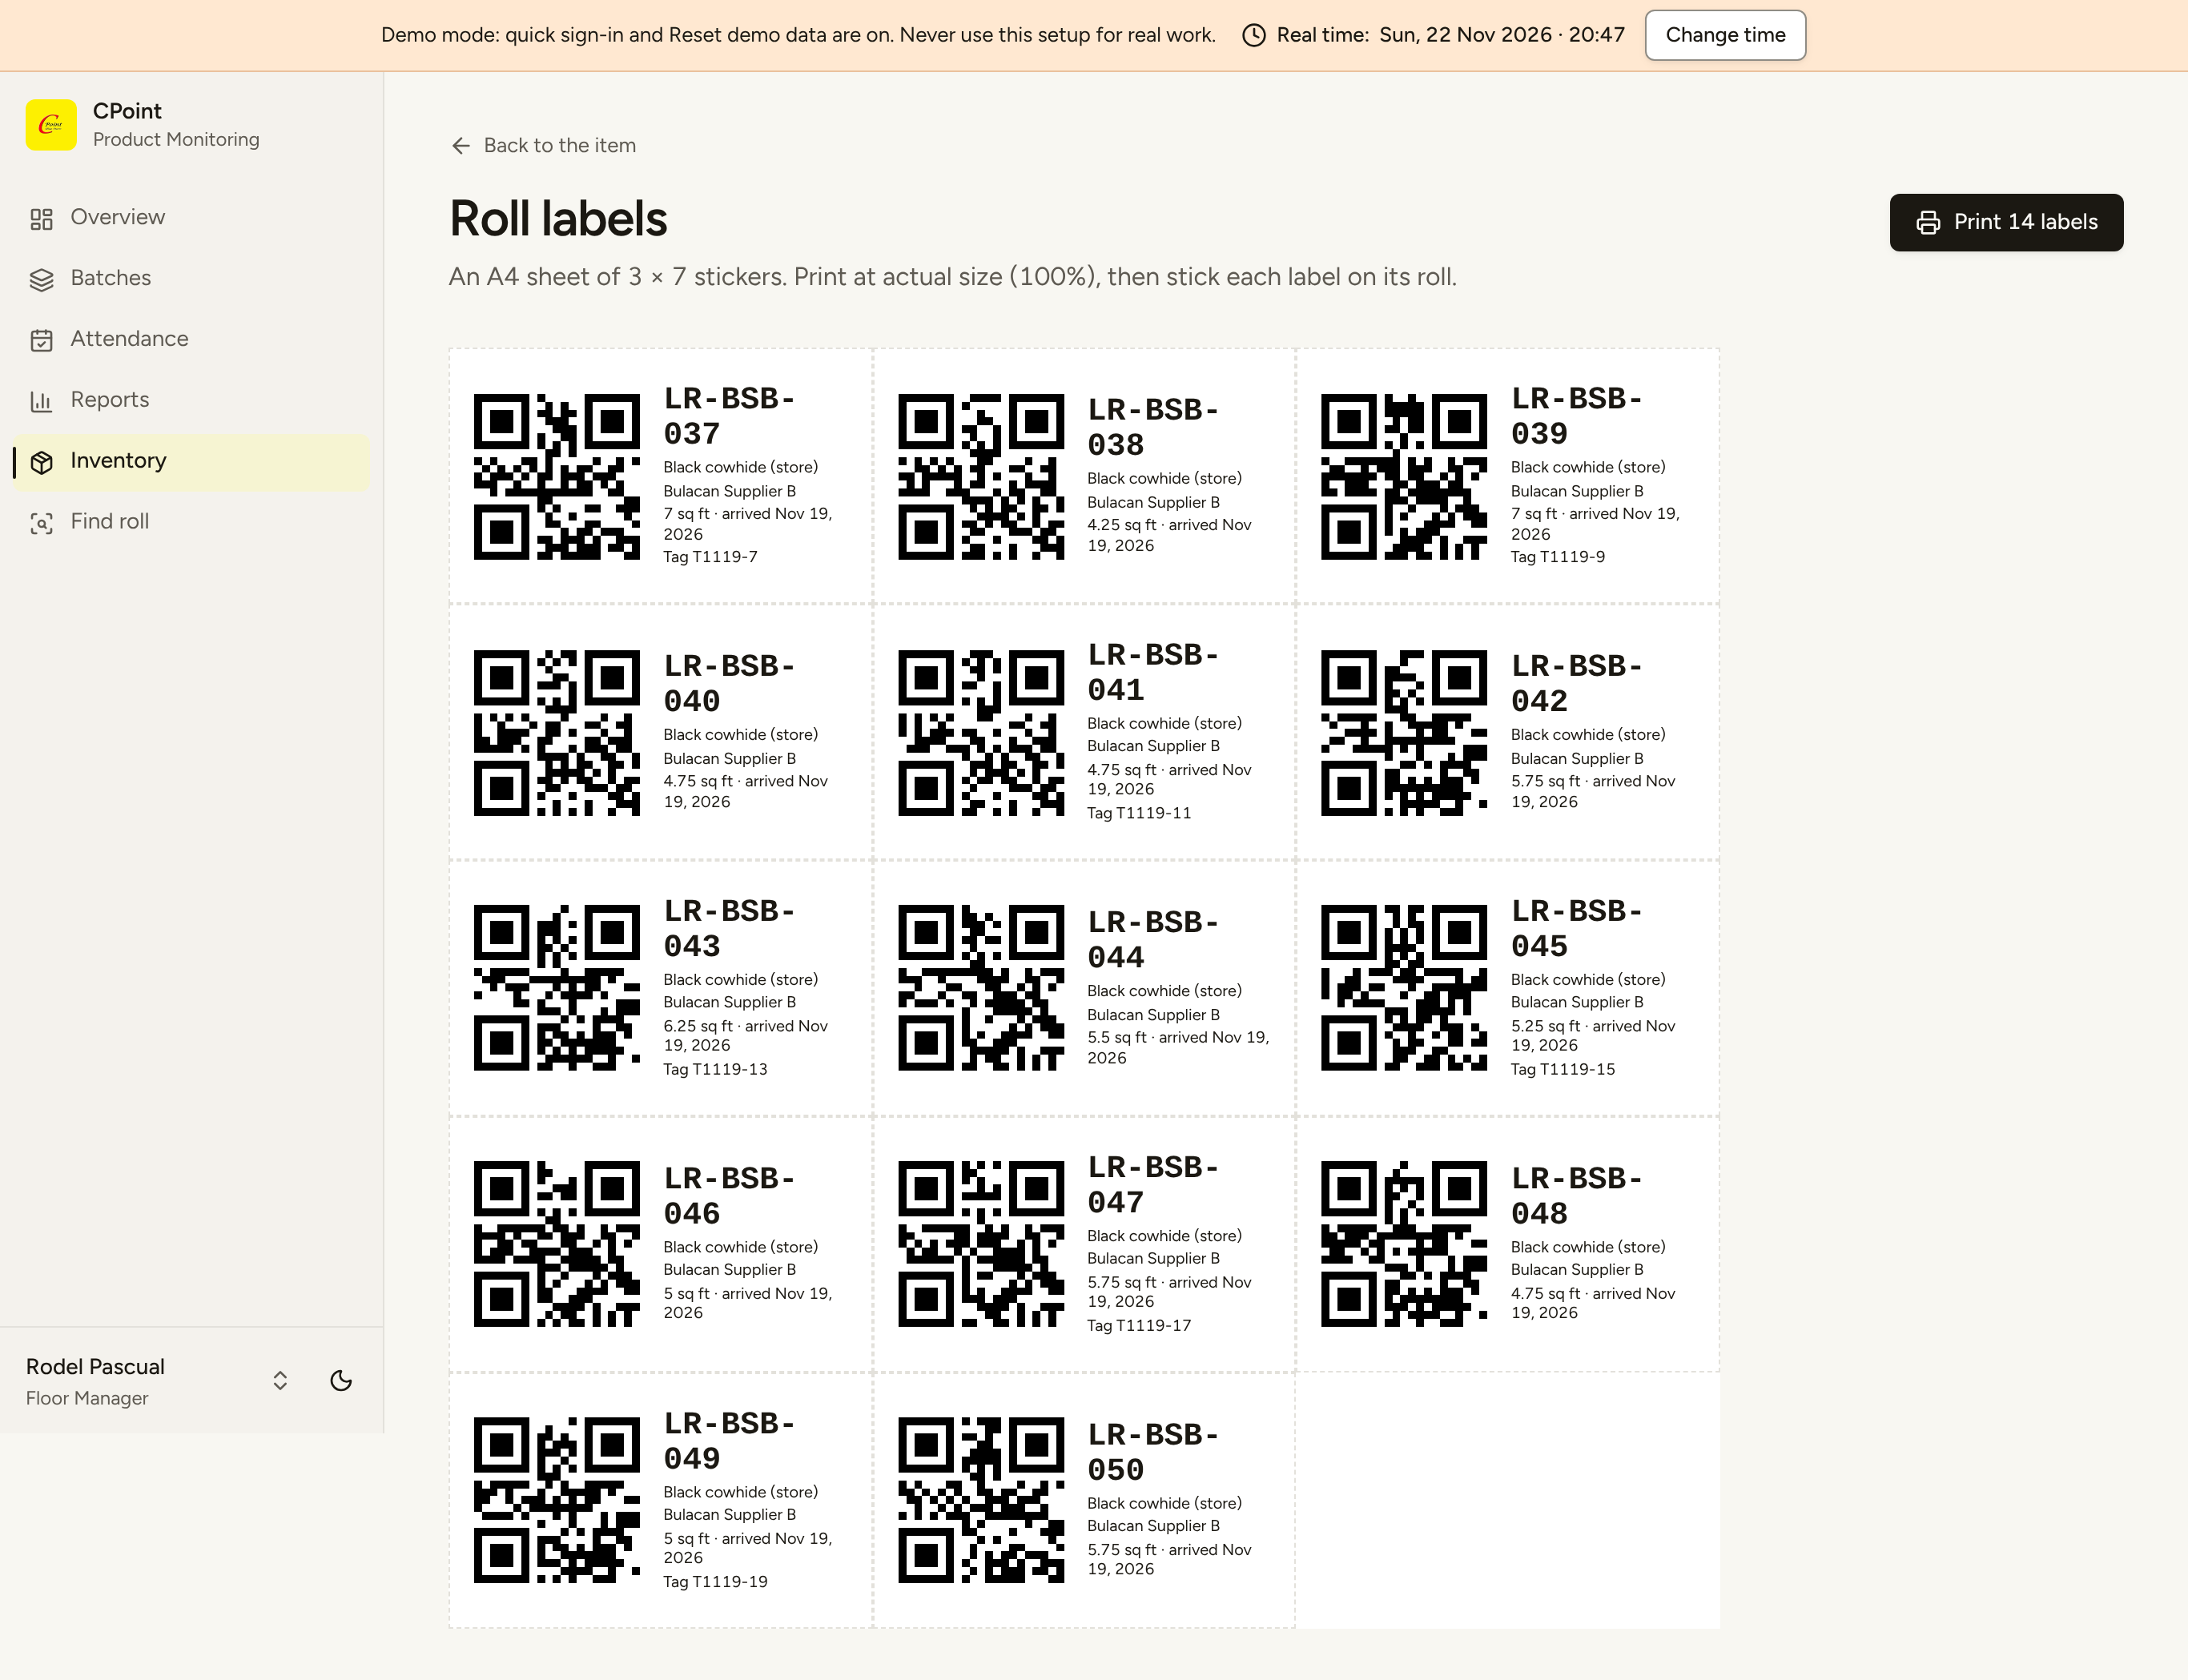 Demo mode: quick sign-in and Reset demo data are on. Never use this setup for real work.
Real time: Sun, 22 Nov 2026 · 20:47
Change time
CPoint
Product Monitoring
Overview
Batches
Attendance
Reports
Inventory
Find roll
Rodel Pascual
Floor Manager
Back to the item
Roll labels
Print 14 labels
An A4 sheet of 3 × 7 stickers. Print at actual size (100%), then stick each label on its roll.
LR-BSB-
037
Black cowhide (store)
Bulacan Supplier B
7 sq ft · arrived Nov 19,
2026
Tag T1119-7
LR-BSB-
038
Black cowhide (store)
Bulacan Supplier B
4.25 sq ft · arrived Nov
19, 2026
LR-BSB-
039
Black cowhide (store)
Bulacan Supplier B
7 sq ft · arrived Nov 19,
2026
Tag T1119-9
LR-BSB-
040
Black cowhide (store)
Bulacan Supplier B
4.75 sq ft · arrived Nov
19, 2026
LR-BSB-
041
Black cowhide (store)
Bulacan Supplier B
4.75 sq ft · arrived Nov
19, 2026
Tag T1119-11
LR-BSB-
042
Black cowhide (store)
Bulacan Supplier B
5.75 sq ft · arrived Nov
19, 2026
LR-BSB-
043
Black cowhide (store)
Bulacan Supplier B
6.25 sq ft · arrived Nov
19, 2026
Tag T1119-13
LR-BSB-
044
Black cowhide (store)
Bulacan Supplier B
5.5 sq ft · arrived Nov 19,
2026
LR-BSB-
045
Black cowhide (store)
Bulacan Supplier B
5.25 sq ft · arrived Nov
19, 2026
Tag T1119-15
LR-BSB-
046
Black cowhide (store)
Bulacan Supplier B
5 sq ft · arrived Nov 19,
2026
LR-BSB-
047
Black cowhide (store)
Bulacan Supplier B
5.75 sq ft · arrived Nov
19, 2026
Tag T1119-17
LR-BSB-
048
Black cowhide (store)
Bulacan Supplier B
4.75 sq ft · arrived Nov
19, 2026
LR-BSB-
049
Black cowhide (store)
Bulacan Supplier B
5 sq ft · arrived Nov 19,
2026
Tag T1119-19
LR-BSB-
050
Black cowhide (store)
Bulacan Supplier B
5.75 sq ft · arrived Nov
19, 2026